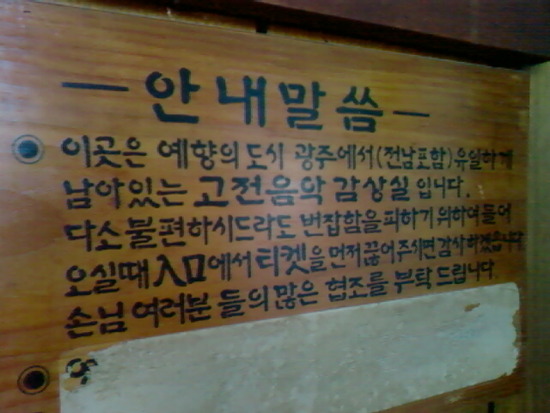 안내말씀
이곳은 예향의 도시 광주에서(전남포함)유일하게
남아있는 고전음악 감상실 입니다.
다소 불편하시드라도 번잡함을 피하기 위하여 들어
오실때 入口에서 티켓을 먼저 끊어 주시면 감사 하겠읍니다
손님 여러분 들의 많은 협조를 부탁 드립니다.